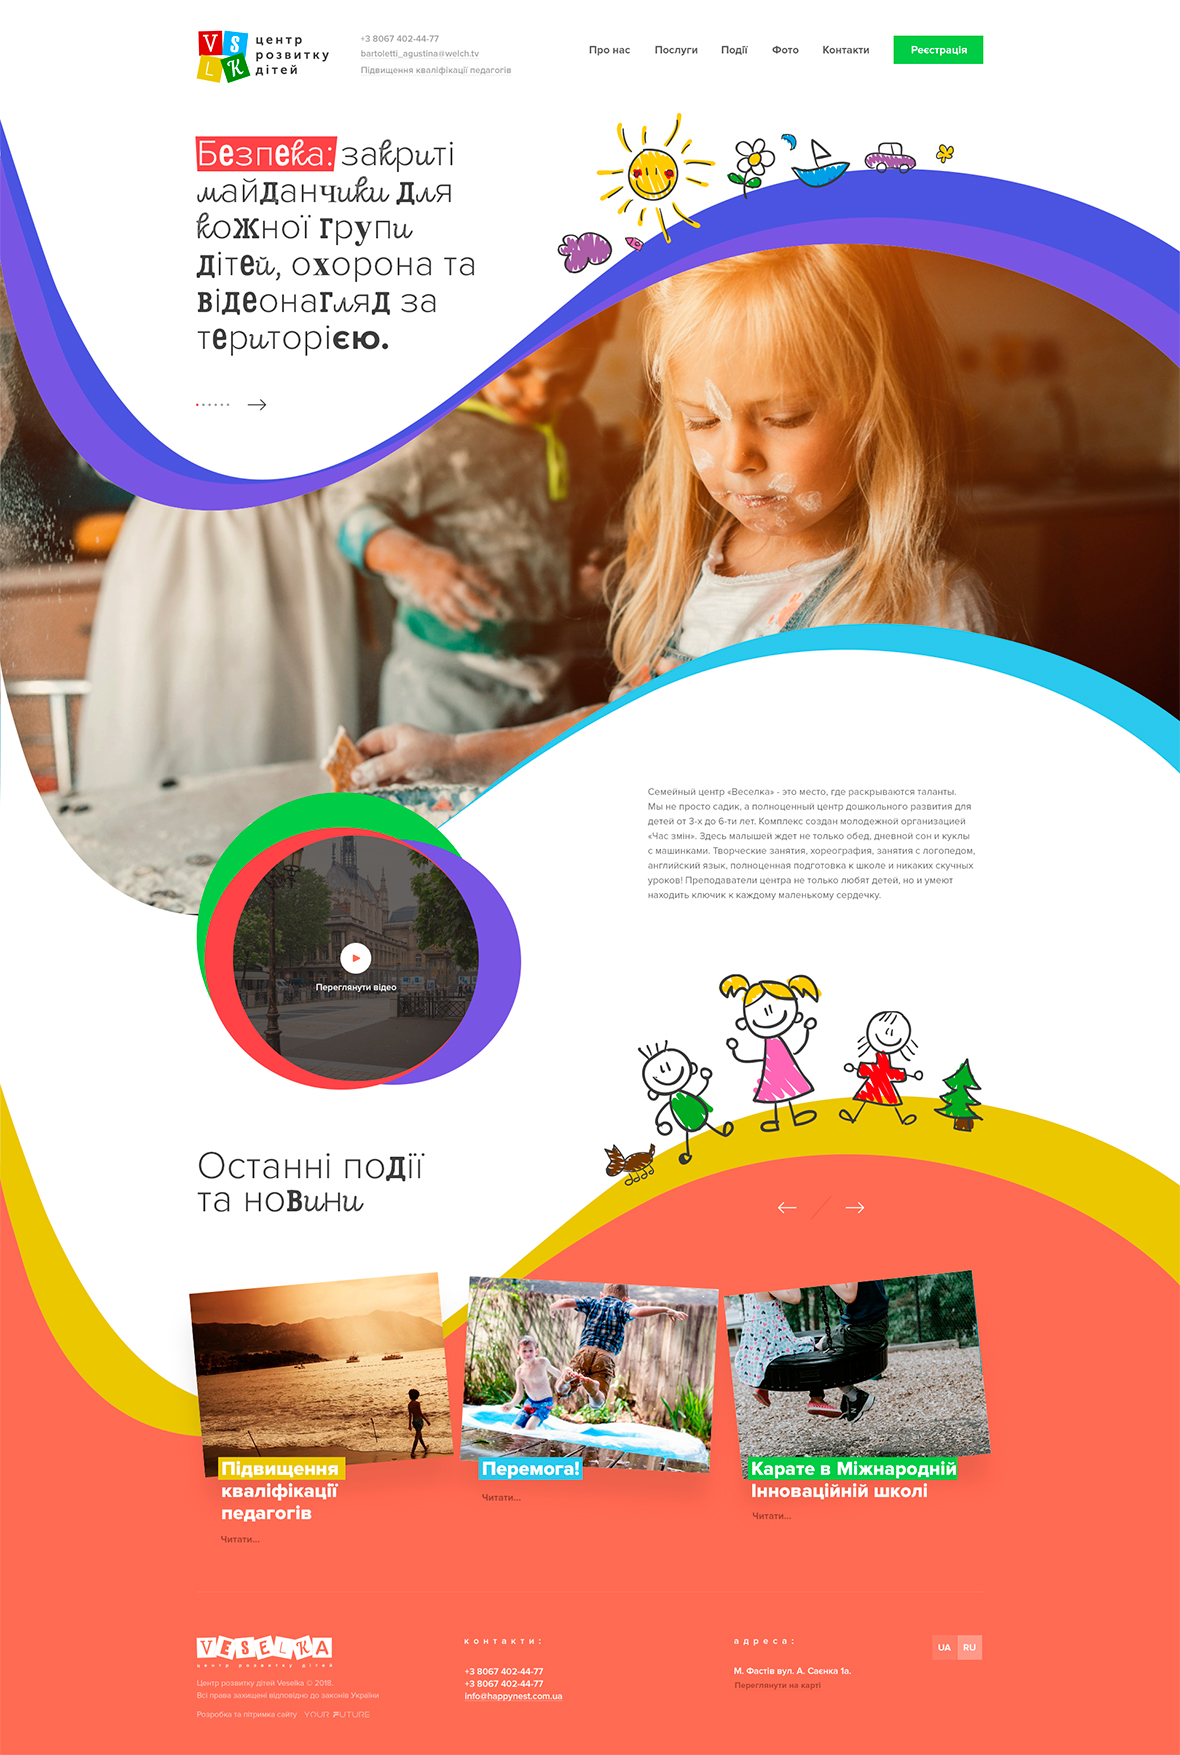 VSLK
центр
розвитку
дітей
+3 8067 402-44-77
bartoletti_agustina@welch.tv
Підвищення кваліфікації педагогів
Про нас Послуги Події Фото Контакти Реєстрація
Безпека: закриті
майданчики для
кожної групи
дітей, охорона та
відеонагляд за
територією.
Семейный центр «Веселка» - это место, где раскрываются таланты.
Мы не просто садик, а полноценный центр дошкольного развития для
детей от 3-х до 6-ти лет. Комплекс создан молодежной организацией
«Час змін». Здесь малышей ждет не только обед, дневной сон и куклы
с машинками. Творческие занятия, хореография, занятия с логопедом,
английский язык, полноценная подготовка к школе и никаких скучных
уроков! Преподаватели центра не только любят детей, но и умеют
находить ключик к каждому маленькому сердечку.
Переглянути відео
Останні події
та новини
Підвищення
кваліфікації
педагогів
Читати...
Перемога!
Читати...
Карате в Міжнародній
Інноваційній школі
Читати...
VESELKA
центр розвитку дітей
Центр розвитку дітей Veselka © 2018.
Всі права захищені відповідно до законів України
Розробка та пітримка сайту YOUR FUTURE
контакти:
+3 8067 402-44-77
+3 8067 402-44-77
info@happynest.com.ua
адреса:
М. Фастів вул. А. Саєнка 1а.
Переглянути на карті
UA RU